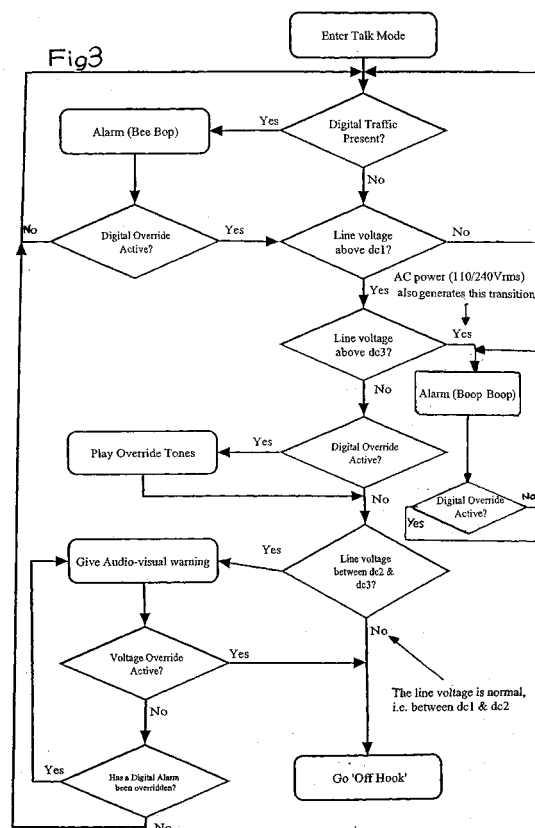 Fig3
Enter Talk Mode
Digital Traffic
Present?
Yes
No
Alarm (Bee Bop)
Digital Override
Active?
No
Yes
Line voltage
above dc1?
No
Yes
AC power (110/240Vrms)
also generates this transition
Line voltage
above dc3?
Yes
No
Alarm (Boop Boop)
Digital Override
Active?
No
Yes
Digital Override
Active?
Yes
No
Play Override Tones
Line voltage
between dc2 &
dc3?
Yes
No
Give Audio-visual warning
Voltage Override
Active?
Yes
No
The line voltage is normal,
i.e. between dc1 & dc2
Has a Digital Alarm
been overridden?
Yes
No
Go 'Off Hook'